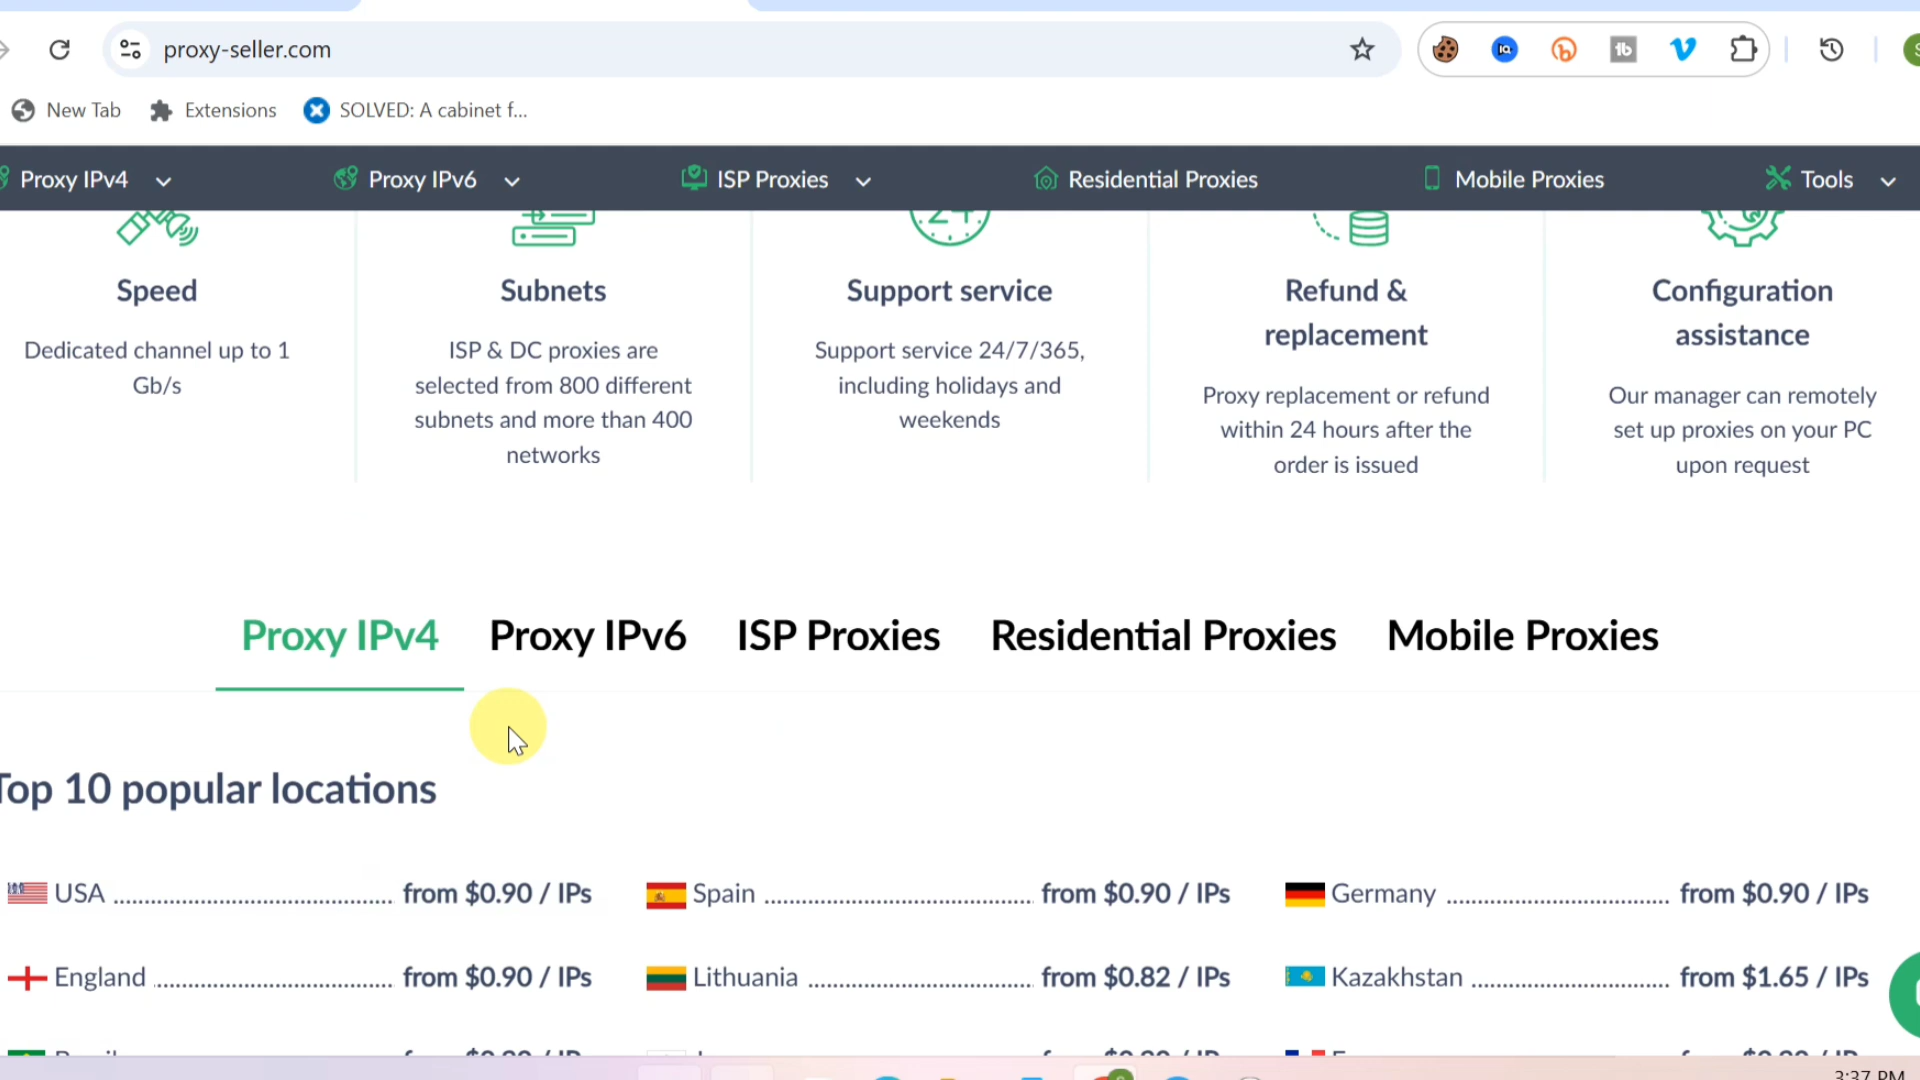 proxy-seller.com
New Tab
Extensions
SOLVED: A cabinet f...
Proxy IPv4
Proxy IPv6
ISP Proxies
Residential Proxies
Mobile Proxies
Tools
Speed
Dedicated channel up to 1
Gb/s
Subnets
ISP & DC proxies are
selected from 800 different
subnets and more than 400
networks
Support service
Support service 24/7/365,
including holidays and
weekends
Refund &
replacement
Proxy replacement or refund
within 24 hours after the
order is issued
Configuration
assistance
Our manager can remotely
set up proxies on your PC
upon request
Proxy IPv4 Proxy IPv6 ISP Proxies Residential Proxies Mobile Proxies
Top 10 popular locations
USA from $0.90 / IPs
Spain from $0.90 / IPs
Germany from $0.90 / IPs
England from $0.90 / IPs
Lithuania from $0.82 / IPs
Kazakhstan from $1.65 / IPs
3:37 PM